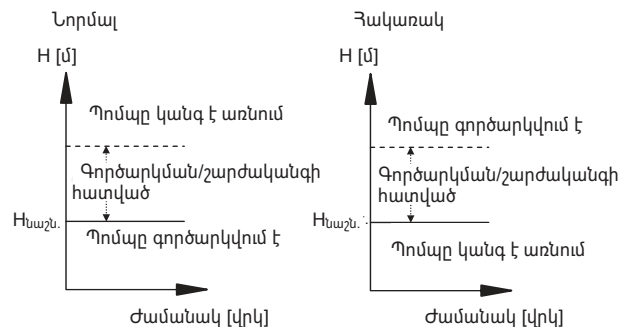 Նորմալ
H [մ]
Պոմպը կանգ է առնում
Գործարկման/շարժականգի
հատված
Hնաշն.
Պոմպը գործարկվում է
Ժամանակ [վրկ]
Հակառակ
H [մ]
Պոմպը գործարկվում է
Գործարկման/շարժականգի
հատված
Hնաշն.
Պոմպը կանգ է առնում
Ժամանակ [վրկ]